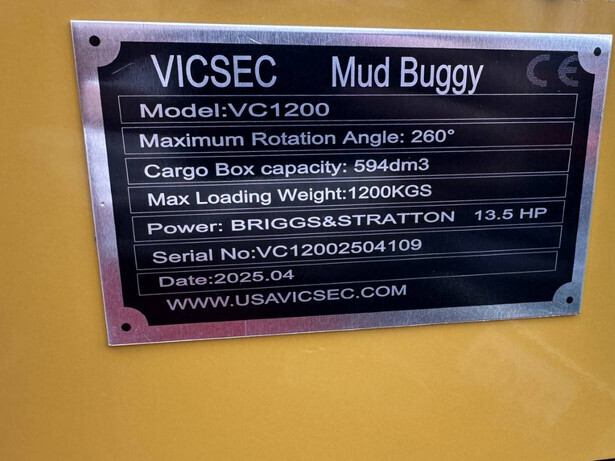 VICSEC Mud Buggy CE
Model:VC1200
Maximum Rotation Angle: 260°
Cargo Box capacity: 594dm3
Max Loading Weight:1200KGS
Power: BRIGGS&STRATTON 13.5 HP
Serial No:VC12002504109
Date:2025.04
WWW.USAVICSEC.COM